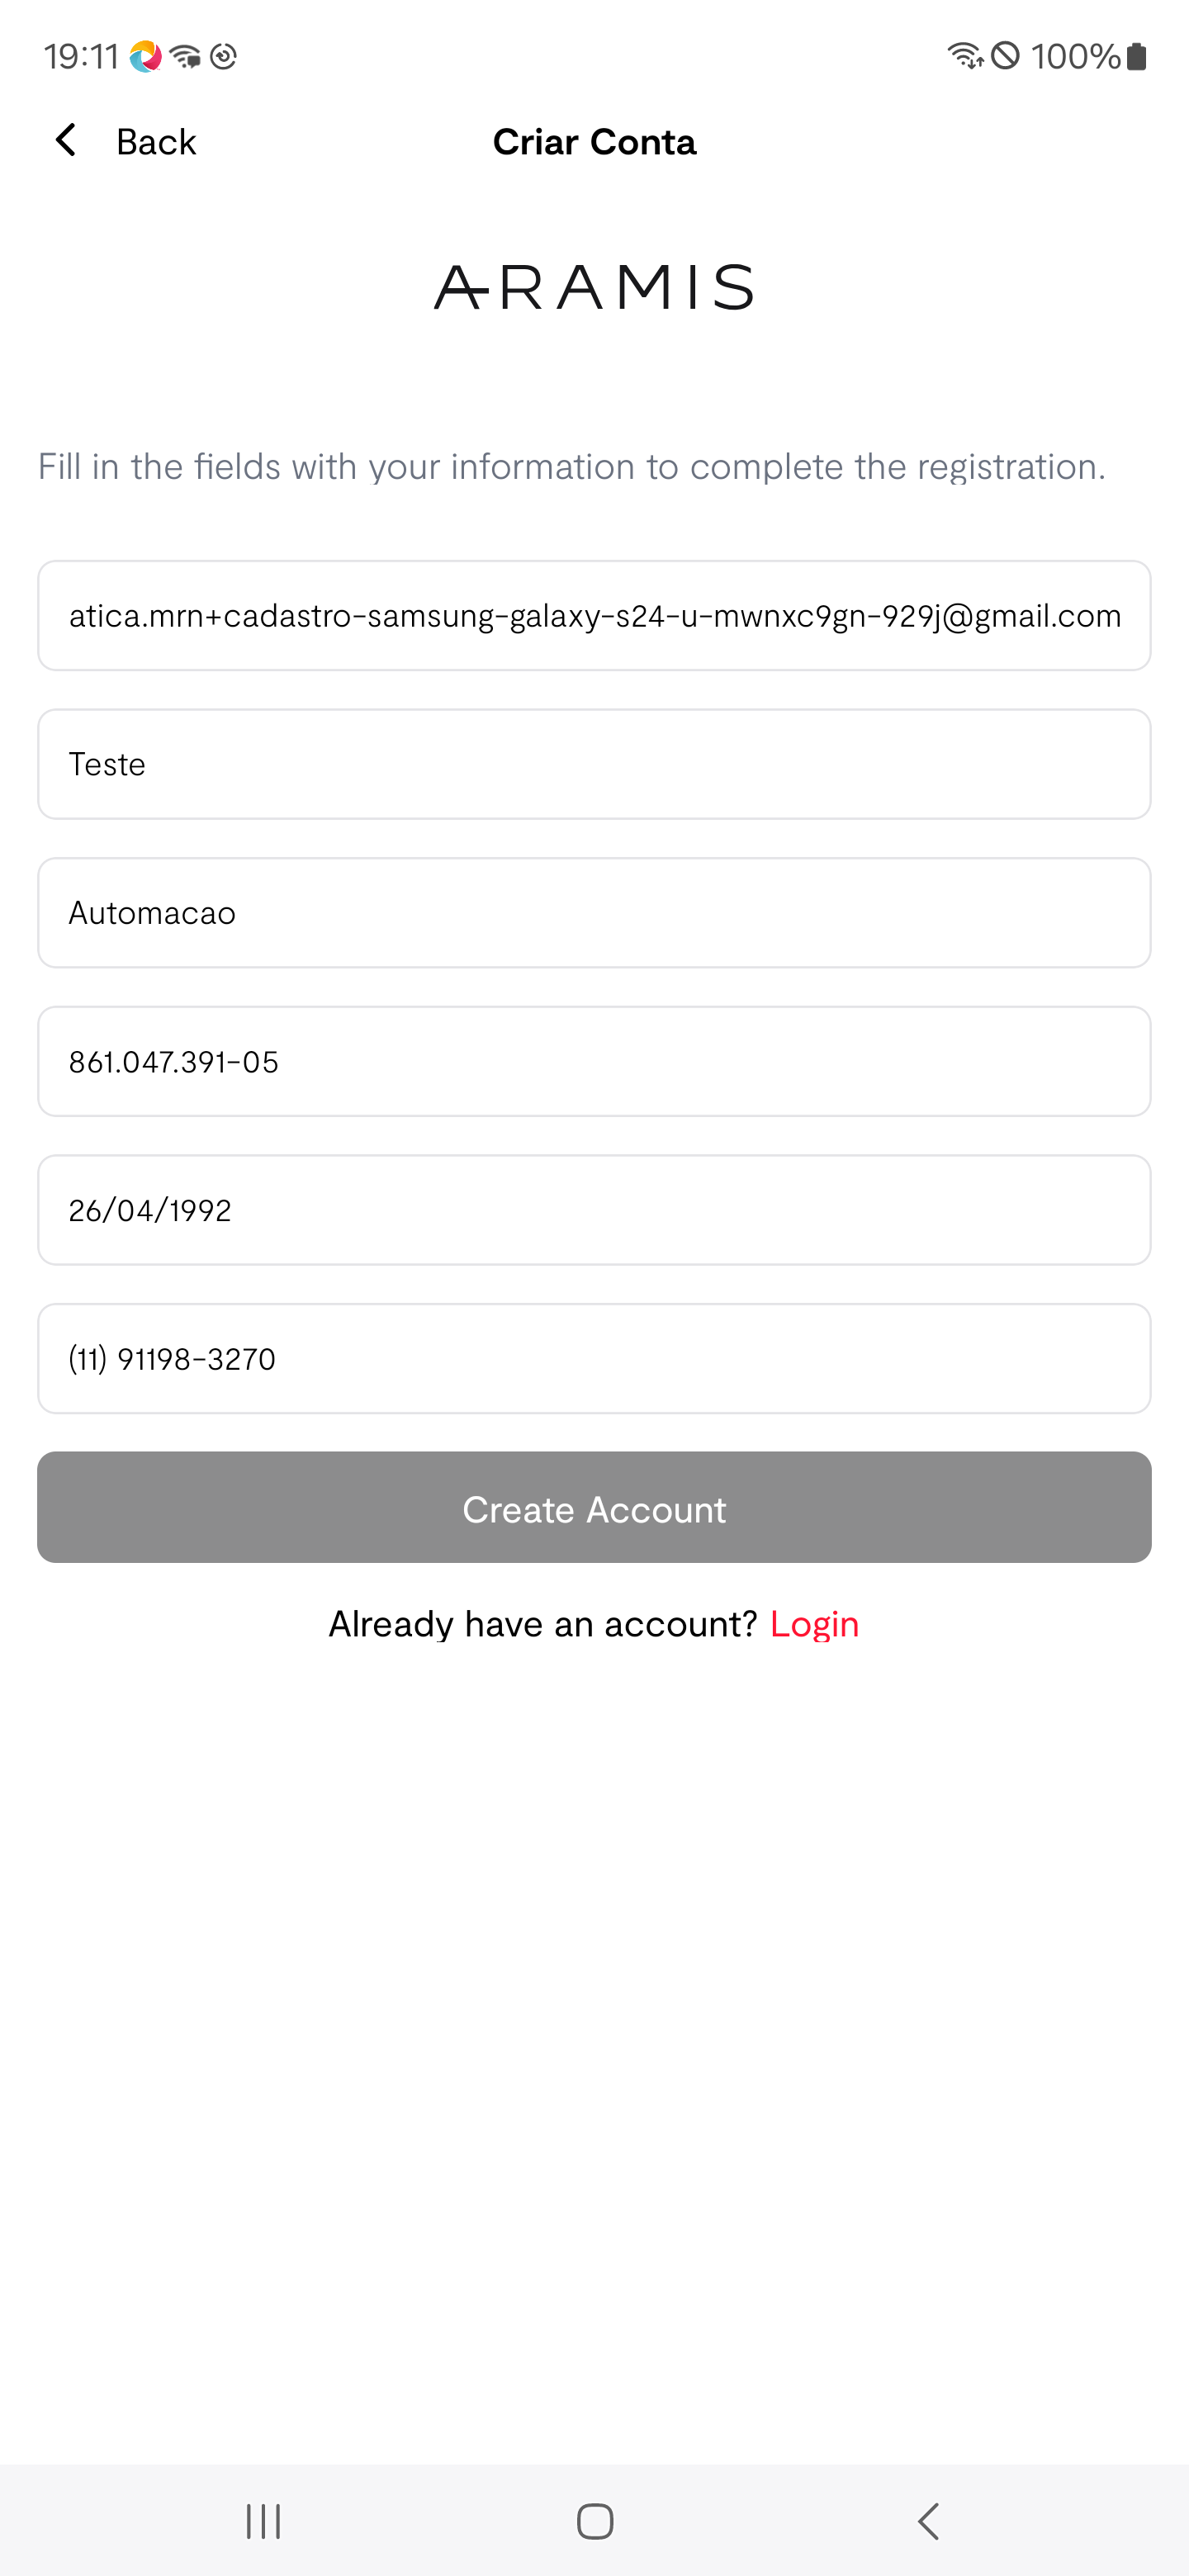 19:11
100%
Back
Criar Conta
ARAMIS
Fill in the fields with your information to complete the registration.
atica.mrn+cadastro-samsung-galaxy-s24-u-mwnxc9gn-929j@gmail.com
Teste
Automacao
861.047.391-05
26/04/1992
(11) 91198-3270
Create Account
Already have an account? Login